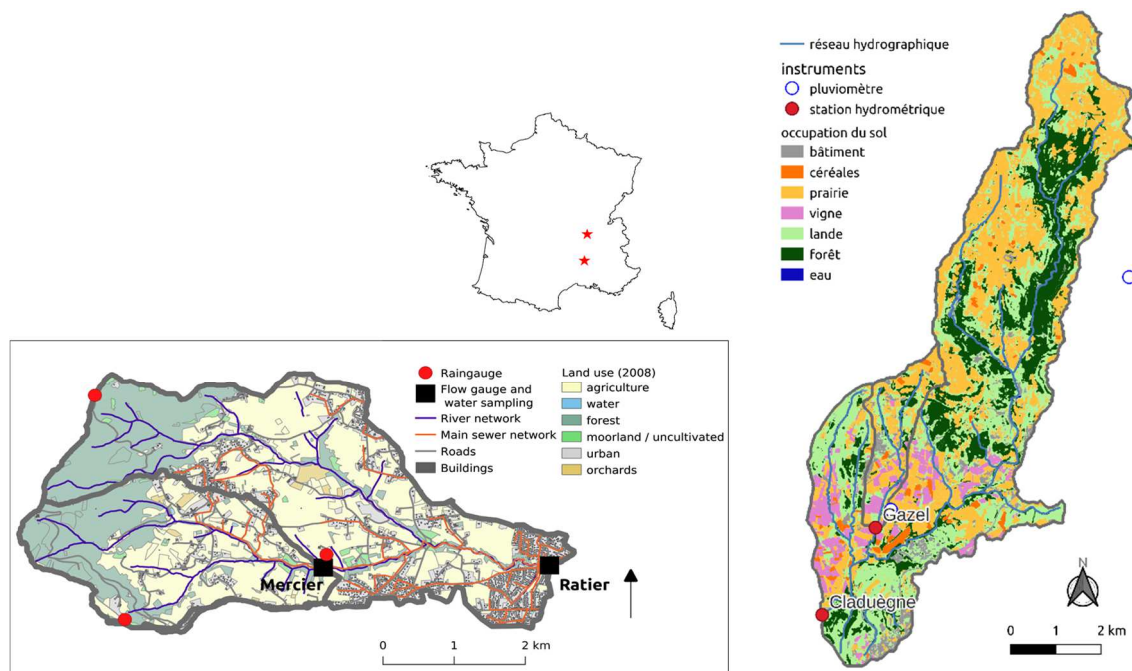 Raingauge
Flow gauge and
water sampling
River network
Main sewer network
Roads
Buildings
Land use (2008)
agriculture
water
forest
moorland / uncultivated
urban
orchards
Mercier
Ratier
0 1 2 km
réseau hydrographique
instruments
pluviomètre
station hydrométrique
occupation du sol
bâtiment
céréales
prairie
vigne
lande
forêt
eau
Gazel
Claduègne
N
0 1 2 km